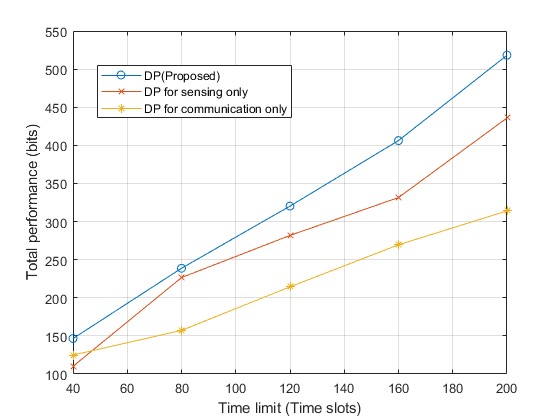 550
500
450
400
350
300
250
200
150
100
Total performance (bits)
DP(Proposed)
DP for sensing only
DP for communication only
40 60 80 100 120 140 160 180 200
Time limit (Time slots)